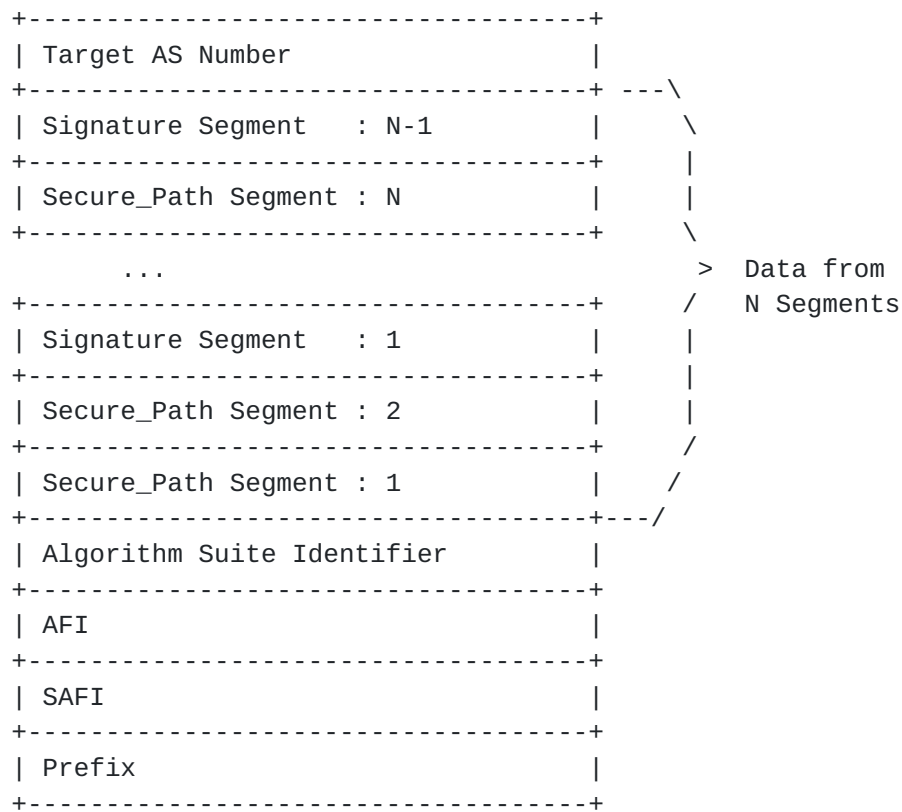 +------------------------------------+
| Target AS Number                   |
+------------------------------------+ ---\
| Signature Segment   : N-1          |     \
+------------------------------------+     |
| Secure_Path Segment : N            |     |
+------------------------------------+     \
       ...                                  >  Data from
+------------------------------------+     /   N Segments
| Signature Segment   : 1            |     |
+------------------------------------+     |
| Secure_Path Segment : 2            |     |
+------------------------------------+     /
| Secure_Path Segment : 1            |    /
+------------------------------------+---/
| Algorithm Suite Identifier         |
+------------------------------------+
| AFI                                |
+------------------------------------+
| SAFI                               |
+------------------------------------+
| Prefix                             |
+------------------------------------+